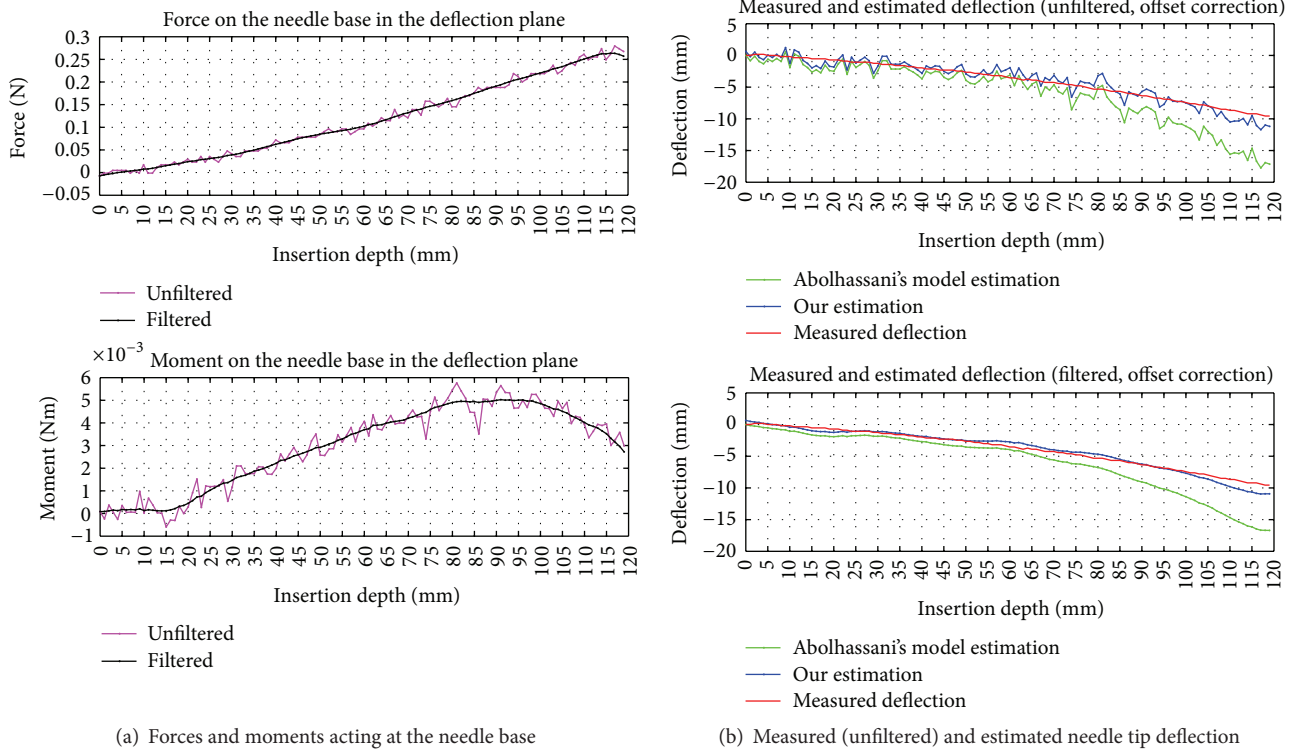 Force on the needle base in the deflection plane
0.3
0.25
0.2
0.15
0.1
0.05
0
−0.05
Force (N)
0 5 10 15 20 25 30 35 40 45 50 55 60 65 70 75 80 85 90 95 100 105 110 115 120
Insertion depth (mm)
Unfiltered
Filtered
×10−3
Moment on the needle base in the deflection plane
6
5
4
3
2
1
0
−1
Moment (Nm)
0 5 10 15 20 25 30 35 40 45 50 55 60 65 70 75 80 85 90 95 100 105 110 115 120
Insertion depth (mm)
Unfiltered
Filtered
(a) Forces and moments acting at the needle base
Measured and estimated deflection (unfiltered, offset correction)
5
0
−5
−10
−15
−20
Deflection (mm)
0 5 10 15 20 25 30 35 40 45 50 55 60 65 70 75 80 85 90 95 100 105 110 115 120
Insertion depth (mm)
Abolhassani's model estimation
Our estimation
Measured deflection
Measured and estimated deflection (filtered, offset correction)
5
0
−5
−10
−15
−20
Deflection (mm)
0 5 10 15 20 25 30 35 40 45 50 55 60 65 70 75 80 85 90 95 100 105 110 115 120
Insertion depth (mm)
Abolhassani's model estimation
Our estimation
Measured deflection
(b) Measured (unfiltered) and estimated needle tip deflection